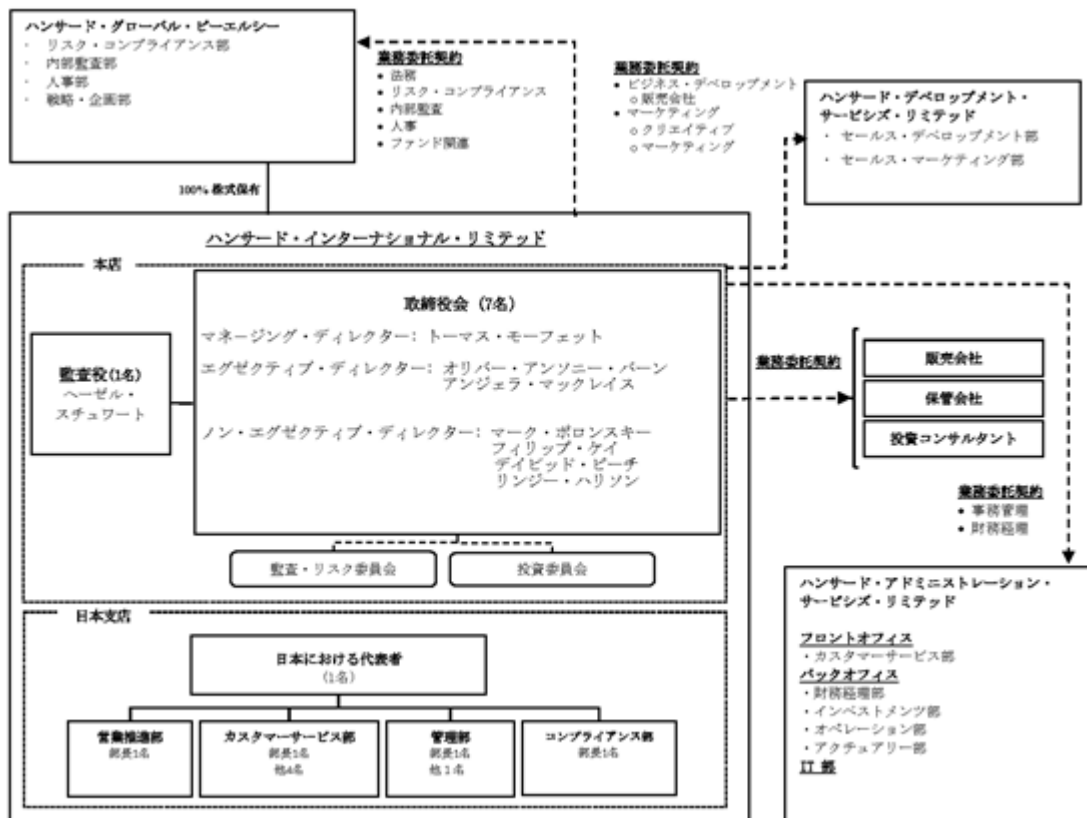 ハンサード・グローバル・ピーエルシー
・ リスク・コンプライアンス部
・ 内部監査部
・ 人事部
・ 戦略・企画部
業務委託契約
● 法務
● リスク・コンプライアンス
● 内部監査
● 人事
● ファンド関連
業務委託契約
● ビジネス・デベロップメント
o 販売会社
● マーケティング
o クリエイティブ
o マーケティング
ハンサード・デベロップメント・
サービシズ・リミテッド
・ セールス・デベロップメント部
・ セールス・マーケティング部
100% 株式保有
ハンサード・インターナショナル・リミテッド
本店
取締役会 (7名)
マネージング・ディレクター: トーマス・モーフェット
エグゼクティブ・ディレクター: オリバー・アンソニー・バーン
アンジェラ・マックレイス
ノン・エグゼクティブ・ディレクター: マーク・ポロンスキー
フィリップ・ケイ
デイビッド・ピーチ
リンジー・ハリソン
監査役(1名)
ヘーゼル・
スチュワート
監査・リスク委員会
投資委員会
業務委託契約
販売会社
保管会社
投資コンサルタント
業務委託契約
● 事務管理
● 財務経理
日本支店
日本における代表者
(1名)
営業推進部
部長1名
カスタマーサービス部
部長1名
他4名
管理部
部長1名
他1名
コンプライアンス部
部長1名
ハンサード・アドミニストレーション・
サービシズ・リミテッド
フロントオフィス
・カスタマーサービス部
バックオフィス
・財務経理部
・インベストメンツ部
・オペレーション部
・アクチュアリー部
IT 部